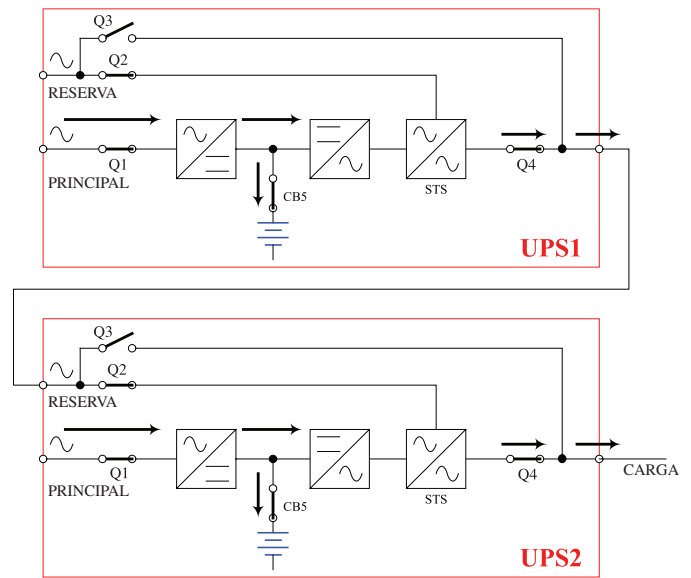 Q3
Q2
RESERVA
Q1
PRINCIPAL
CB5
STS
Q4
UPS1
Q3
Q2
RESERVA
Q1
PRINCIPAL
CB5
STS
Q4
CARGA
UPS2